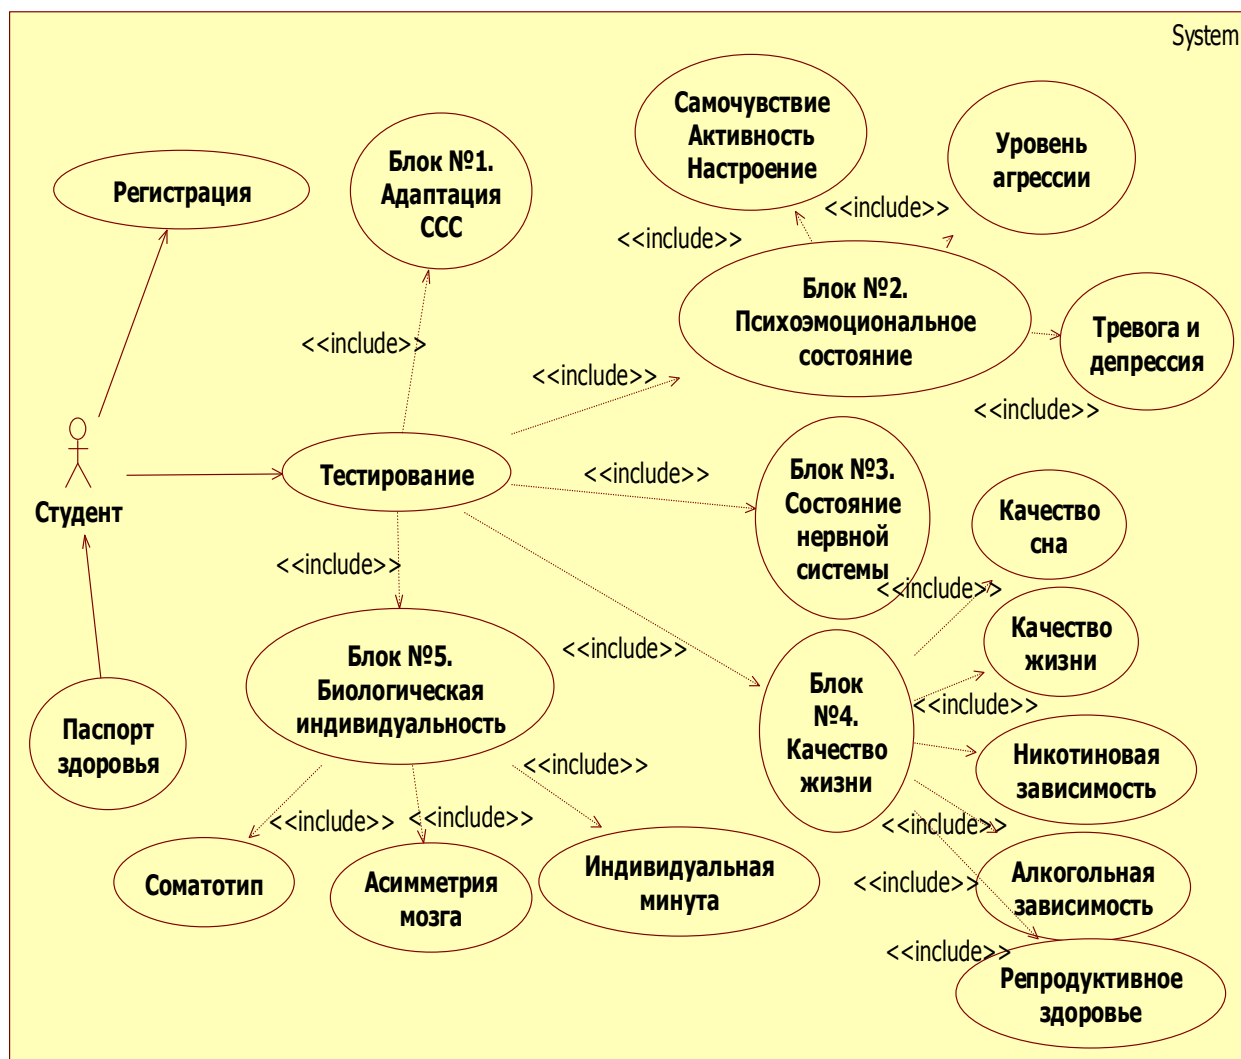 System
Самочувствие
Активность
Настроение
Уровень
агрессии
Блок №1.
Адаптация
ССС
Регистрация
<<include>>
<<include>>
Блок №2.
Психоэмоциональное
состояние
Тревога и
депрессия
<<include>>
<<include>>
<<include>>
Тестирование
Студент
<<include>>
Блок №3.
Состояние
нервной
системы
Качество
сна
<<include>>
<<include>>
Качество
жизни
<<include>>
Блок №5.
Биологическая
индивидуальность
Блок
№4.
Качество
жизни
<<include>>
Паспорт
здоровья
Никотиновая
зависимость
<<include>>
<<include>>
<<include>>
<<include>>
Соматотип
Асимметрия
мозга
Индивидуальная
минута
<<include>>
Алкогольная
зависимость
<<include>>
Репродуктивное
здоровье